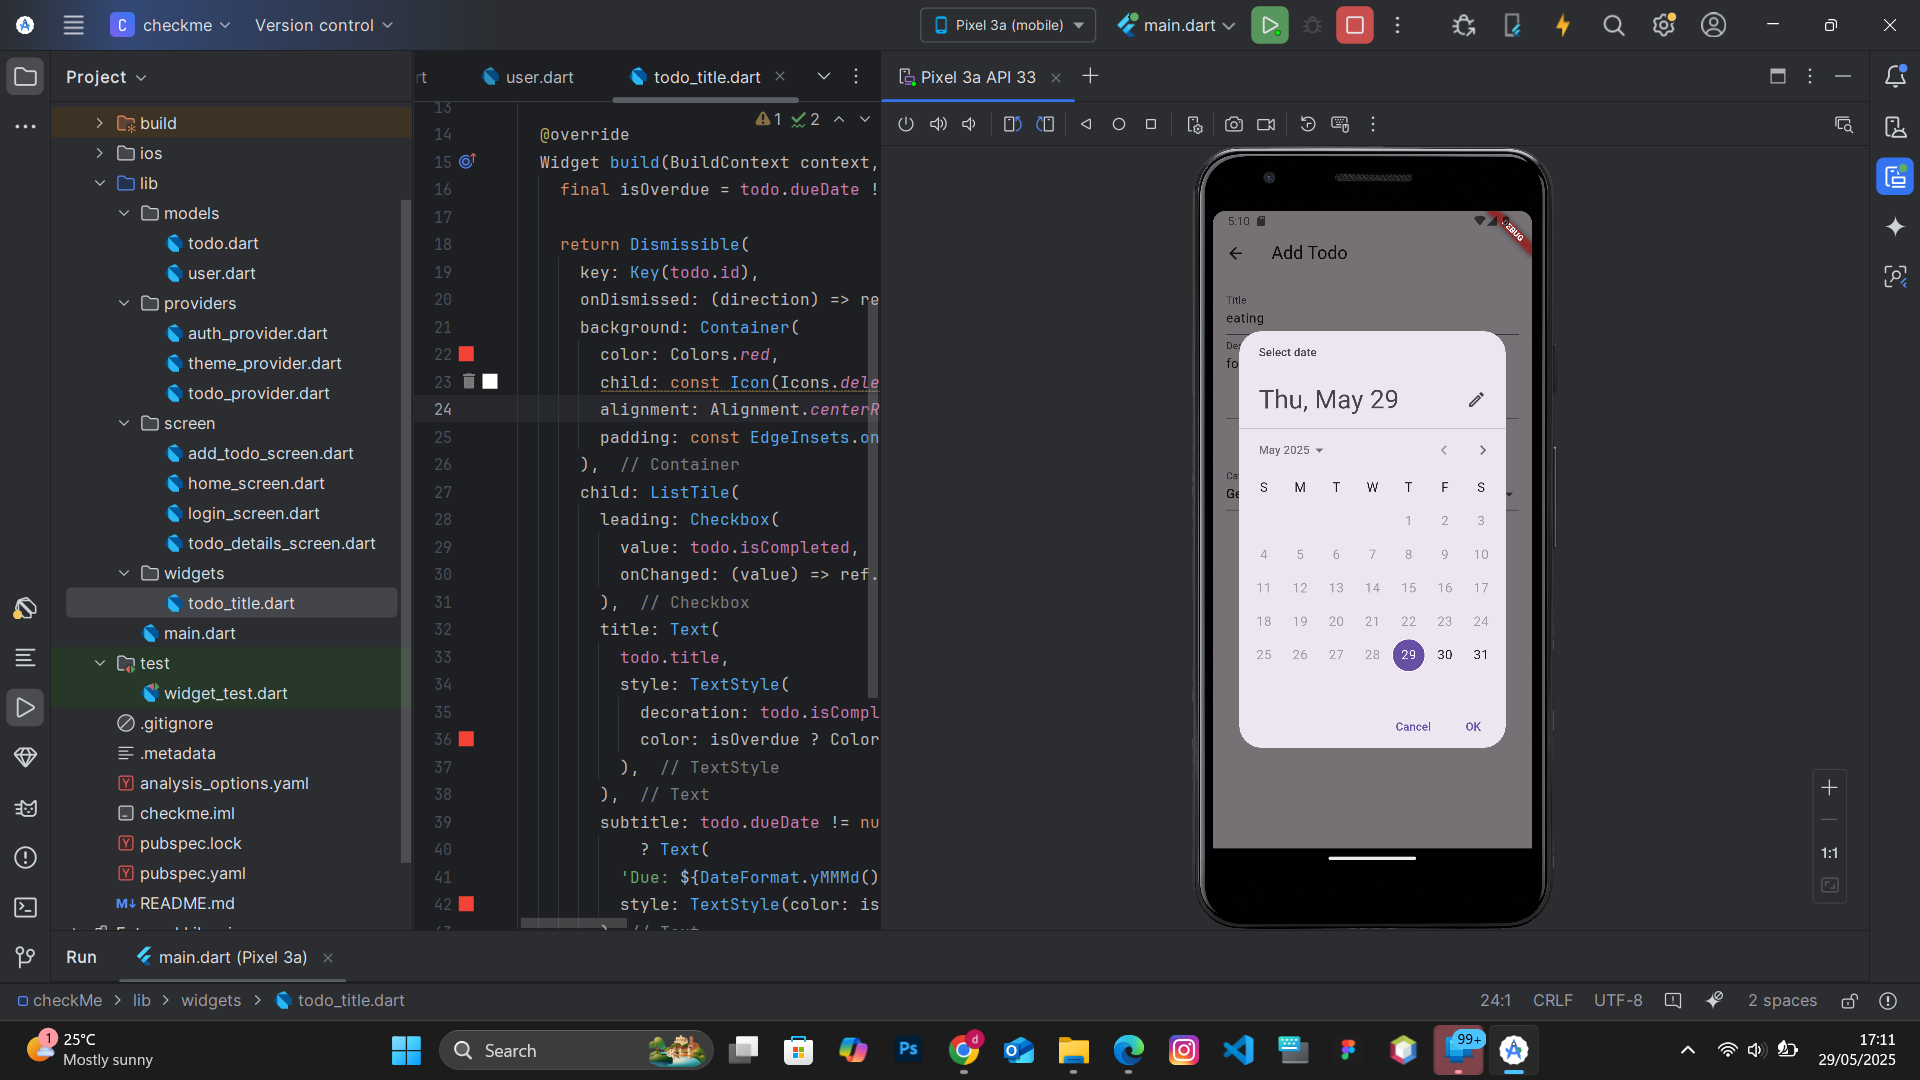 C checkme
Version control
Pixel 3a (mobile)
main.dart
Project
user.dart
todo_title.dart
Pixel 3a API 33
build
ios
lib
models
todo.dart
user.dart
providers
auth_provider.dart
theme_provider.dart
todo_provider.dart
screen
add_todo_screen.dart
home_screen.dart
login_screen.dart
todo_details_screen.dart
widgets
todo_title.dart
main.dart
test
widget_test.dart
.gitignore
.metadata
analysis_options.yaml
checkme.iml
pubspec.lock
pubspec.yaml
README.md
1 2
13
14 @override
15 Widget build(BuildContext context,
16 final isOverdue = todo.dueDate !
17
18 return Dismissible(
19 key: Key(todo.id),
20 onDismissed: (direction) => re
21 background: Container(
22 color: Colors.red,
23 child: const Icon(Icons.dele
24 alignment: Alignment.centerR
25 padding: const EdgeInsets.on
26 ), // Container
27 child: ListTile(
28 leading: Checkbox(
29 value: todo.isCompleted,
30 onChanged: (value) => ref.
31 ), // Checkbox
32 title: Text(
33 todo.title,
34 style: TextStyle(
35 decoration: todo.isCompl
36 color: isOverdue ? Color
37 ), // TextStyle
38 ), // Text
39 subtitle: todo.dueDate != nu
40 ? Text(
41 'Due: ${DateFormat.yMMMd()
42 style: TextStyle(color: is
5:10
DEBUG
Add Todo
Title
eating
Select date
Thu, May 29
May 2025
S M T W T F S
1 2 3
4 5 6 7 8 9 10
11 12 13 14 15 16 17
18 19 20 21 22 23 24
25 26 27 28 29 30 31
Cancel OK
1:1
Run
main.dart (Pixel 3a)
checkMe > lib > widgets > todo_title.dart
24:1 CRLF UTF-8 2 spaces
1
25°C
Mostly sunny
Search
Ps
d
99+
17:11
29/05/2025